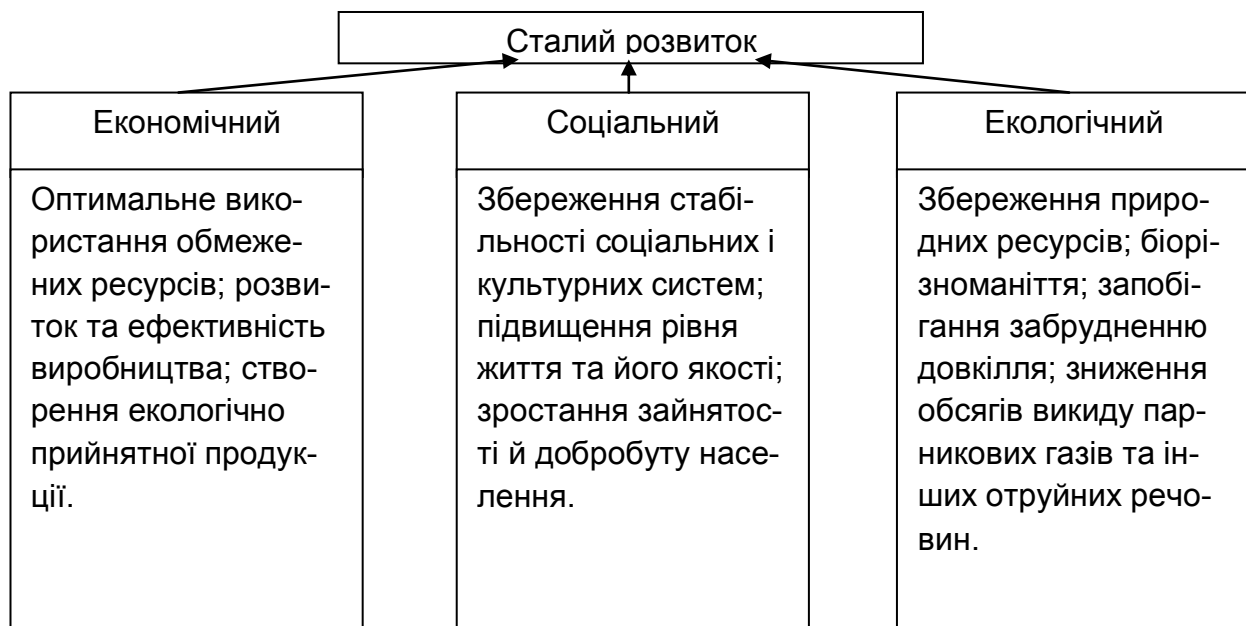 Сталий розвиток
Економічний
Оптимальне вико-
ристання обмеже-
них ресурсів; розви-
ток та ефективність
виробництва; ство-
рення екологічно
прийнятної продук-
ції.
Соціальний
Збереження стабі-
льності соціальних і
культурних систем;
підвищення рівня
життя та його якості;
зростання зайнятос-
ті й добробуту насе-
лення.
Екологічний
Збереження приро-
дних ресурсів; біорі-
зноманіття; запобі-
гання забрудненню
довкілля; зниження
обсягів викиду пар-
никових газів та ін-
ших отруйних речо-
вин.